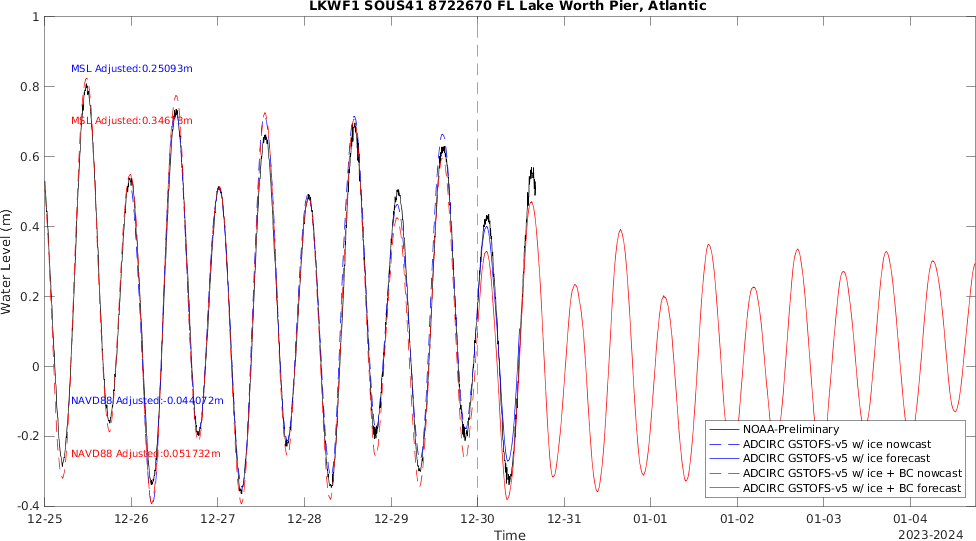 LKWF1 SOUS41 8722670 FL Lake Worth Pier, Atlantic
1
0.8
0.6
0.4
0.2
0
-0.2
-0.4
Water Level (m)
MSL Adjusted:0.25093m
MSL Adjusted:0.34613m
NAVD88 Adjusted:-0.044072m
NAVD88 Adjusted:0.051732m
NOAA-Preliminary
ADCIRC GSTOFS-v5 w/ ice nowcast
ADCIRC GSTOFS-v5 w/ ice forecast
ADCIRC GSTOFS-v5 w/ ice + BC nowcast
ADCIRC GSTOFS-v5 w/ ice + BC forecast
12-25 12-26 12-27 12-28 12-29 12-30 12-31 01-01 01-02 01-03 01-04
Time
2023-2024